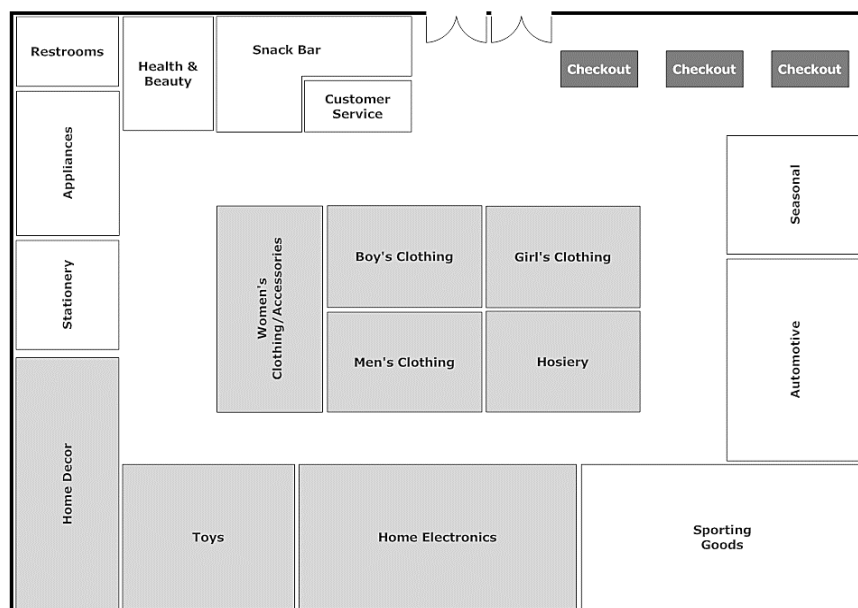 Restrooms
Health &
Beauty
Snack Bar
Customer
Service
Checkout
Checkout
Checkout
Appliances
Seasonal
Stationery
Women's
Clothing/Accessories
Boy's Clothing
Girl's Clothing
Men's Clothing
Hosiery
Automotive
Home Decor
Toys
Home Electronics
Sporting
Goods